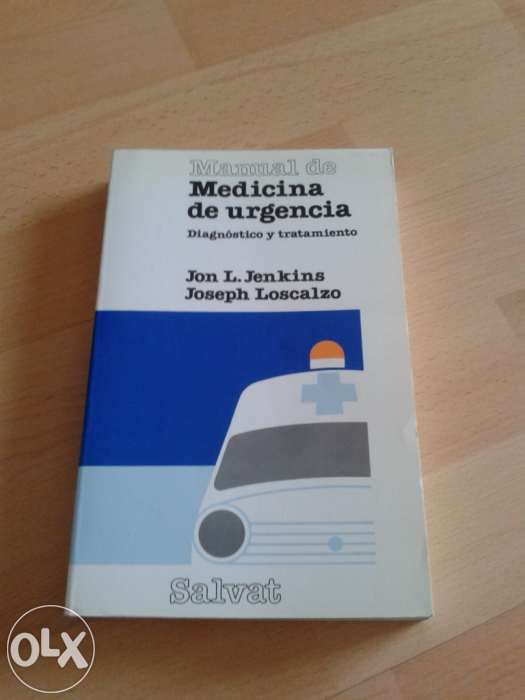 Manual de
Medicina
de urgencia
Diagnóstico y tratamiento
Jon L. Jenkins
Joseph Loscalzo
Salvat
OLX